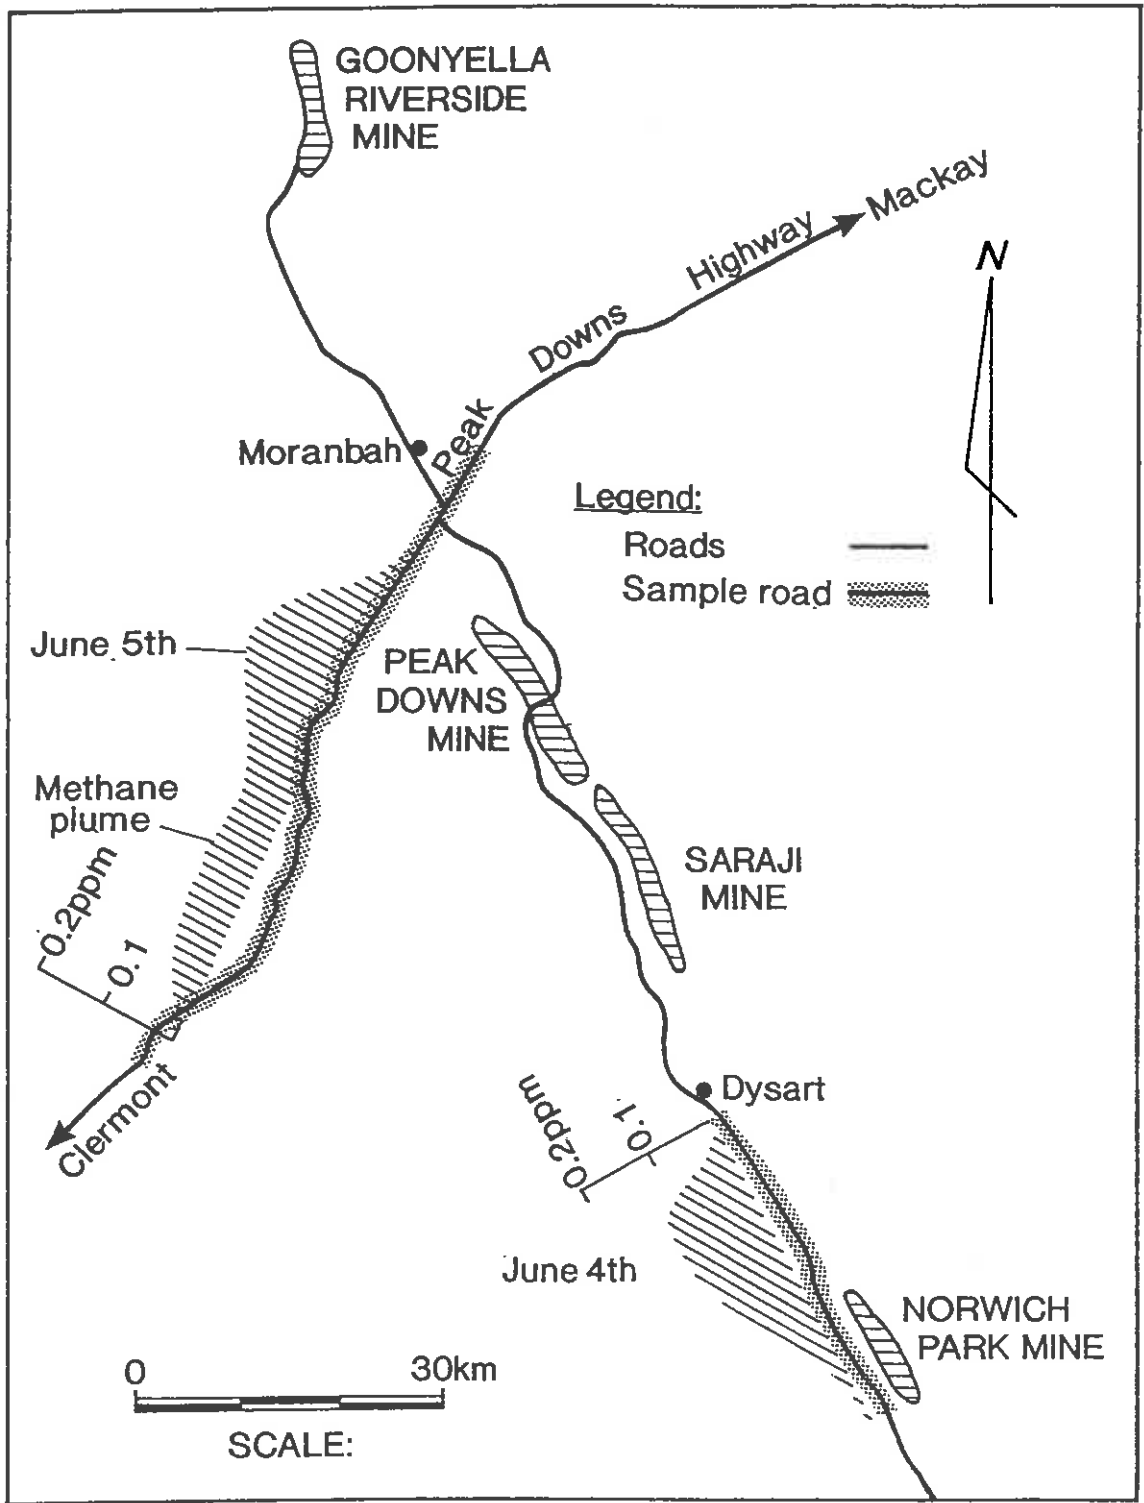 GOONYELLA
RIVERSIDE
MINE
Peak Downs Highway
Mackay
N
Moranbah
Legend:
Roads
Sample road
June 5th
PEAK
DOWNS
MINE
Methane
plume
0.2ppm
0.1
SARAJI
MINE
Clermont
Dysart
0.1
0.2ppm
June 4th
NORWICH
PARK MINE
0 30km
SCALE: